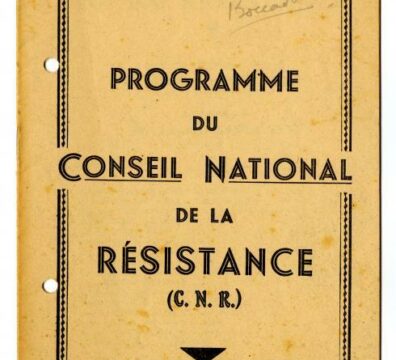 PROGRAMME
DU
CONSEIL NATIONAL
DE LA
RÉSISTANCE
(C. N. R.)